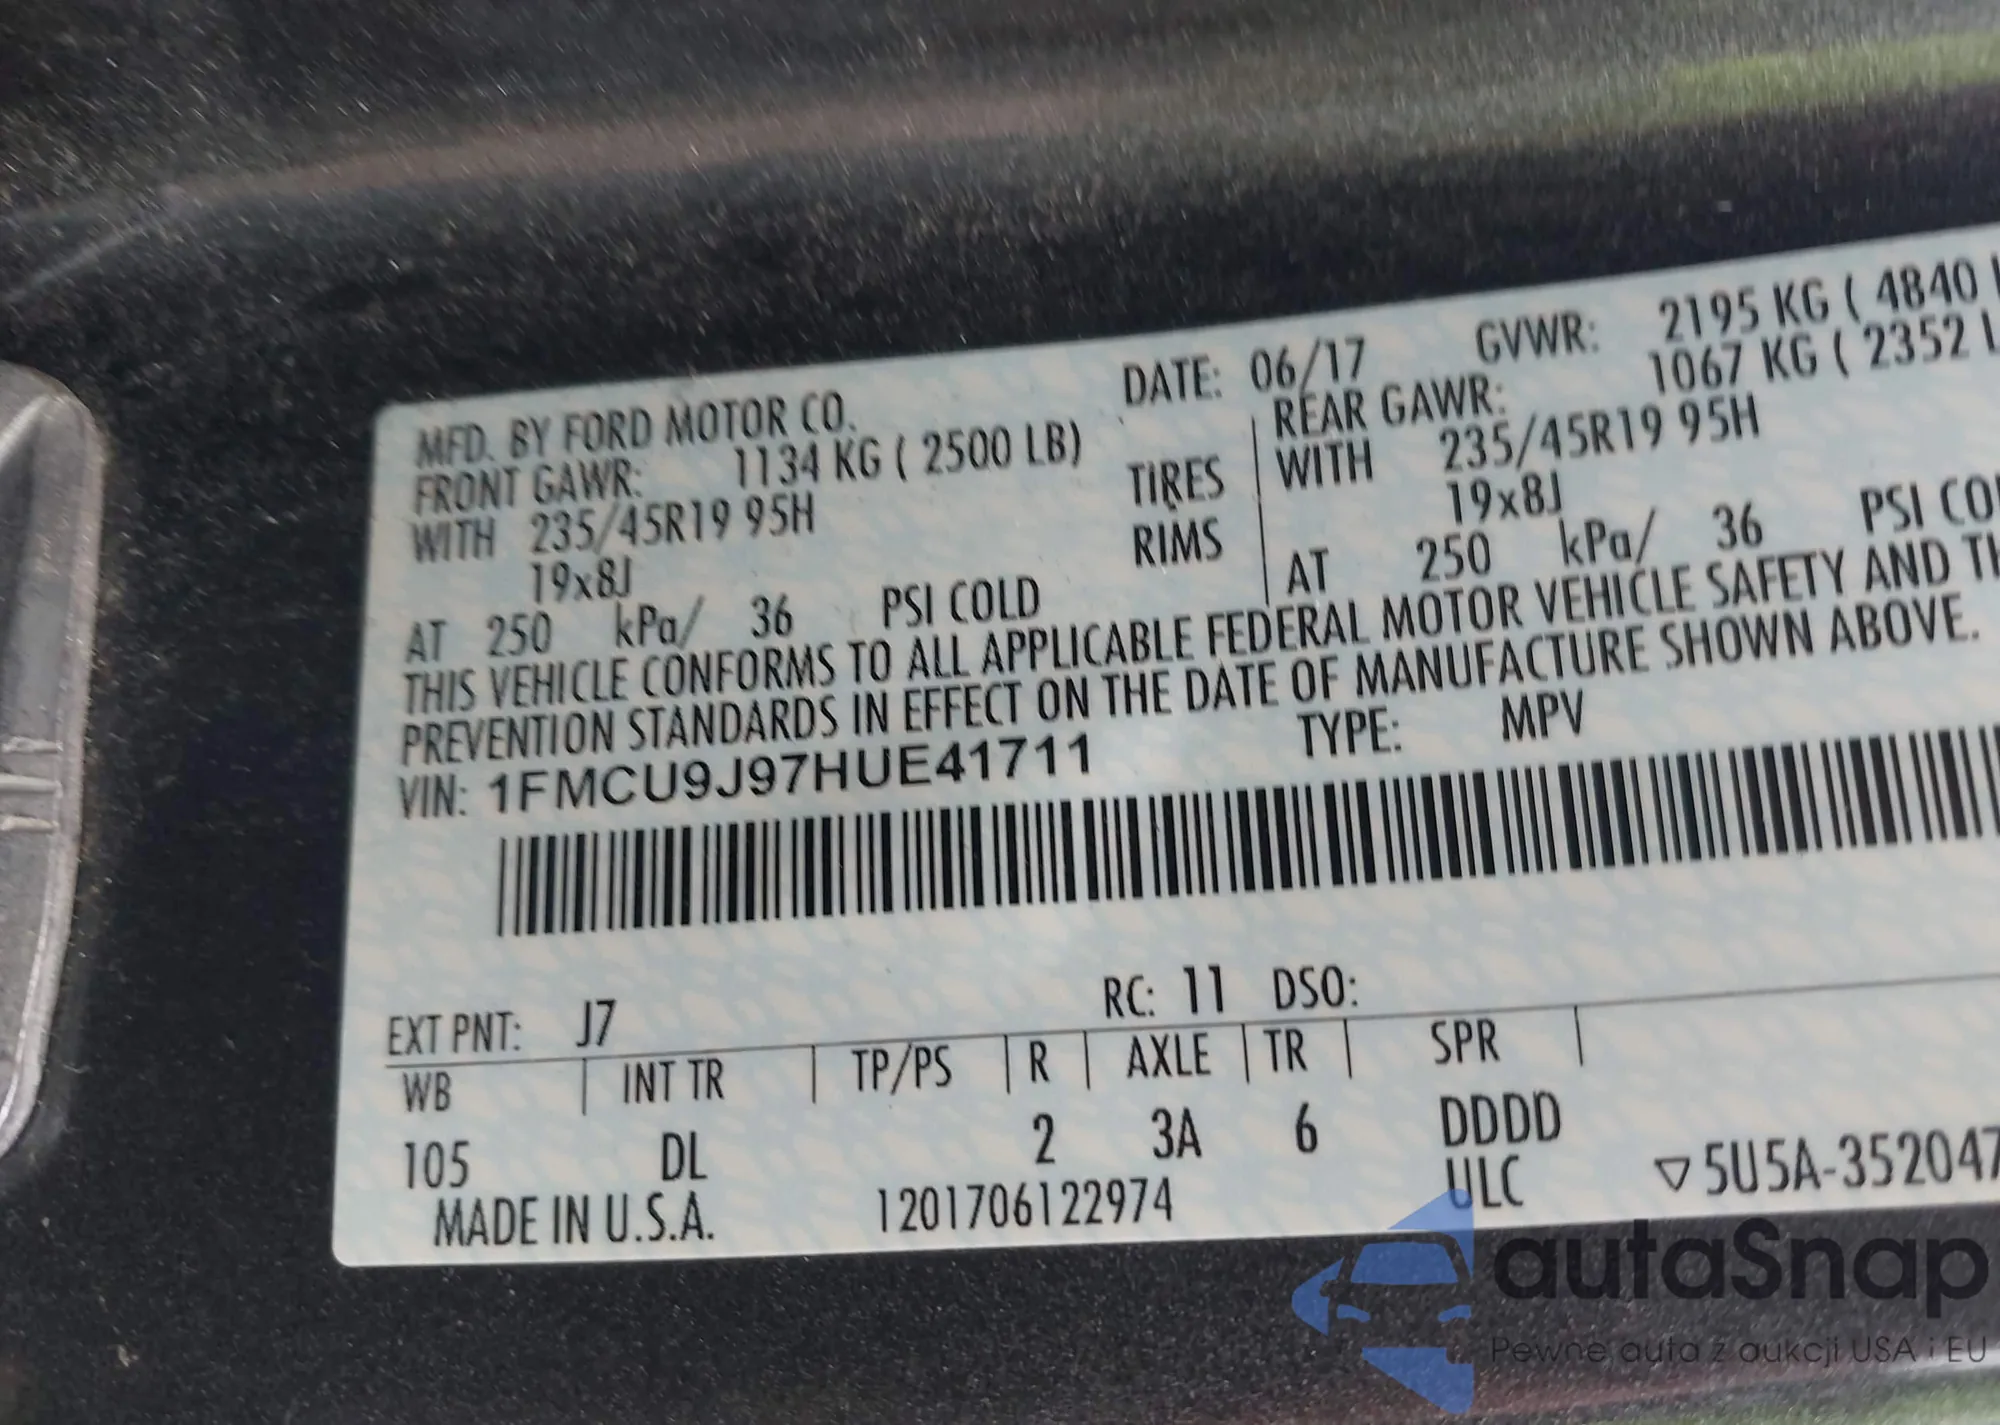 MFD. BY FORD MOTOR CO. DATE: 06/17 GVWR: 2195 KG ( 4840 L
FRONT GAWR: 1134 KG ( 2500 LB) REAR GAWR: 1067 KG ( 2352 L
WITH 235/45R19 95H TIRES WITH 235/45R19 95H
19x8J RIMS 19x8J
AT 250 kPa/ 36 PSI COLD AT 250 kPa/ 36 PSI CO
THIS VEHICLE CONFORMS TO ALL APPLICABLE FEDERAL MOTOR VEHICLE SAFETY AND TH
PREVENTION STANDARDS IN EFFECT ON THE DATE OF MANUFACTURE SHOWN ABOVE.
VIN: 1FMCU9J97HUE41711 TYPE: MPV
EXT PNT: J7 RC: 11 DSO:
WB INT TR TP/PS R AXLE TR SPR
105 DL 2 3A 6 DDDD
MADE IN U.S.A. 1201706122974 ULC ▽5U5A-352047
autaSnap
Pewne auta z aukcji USA i EU